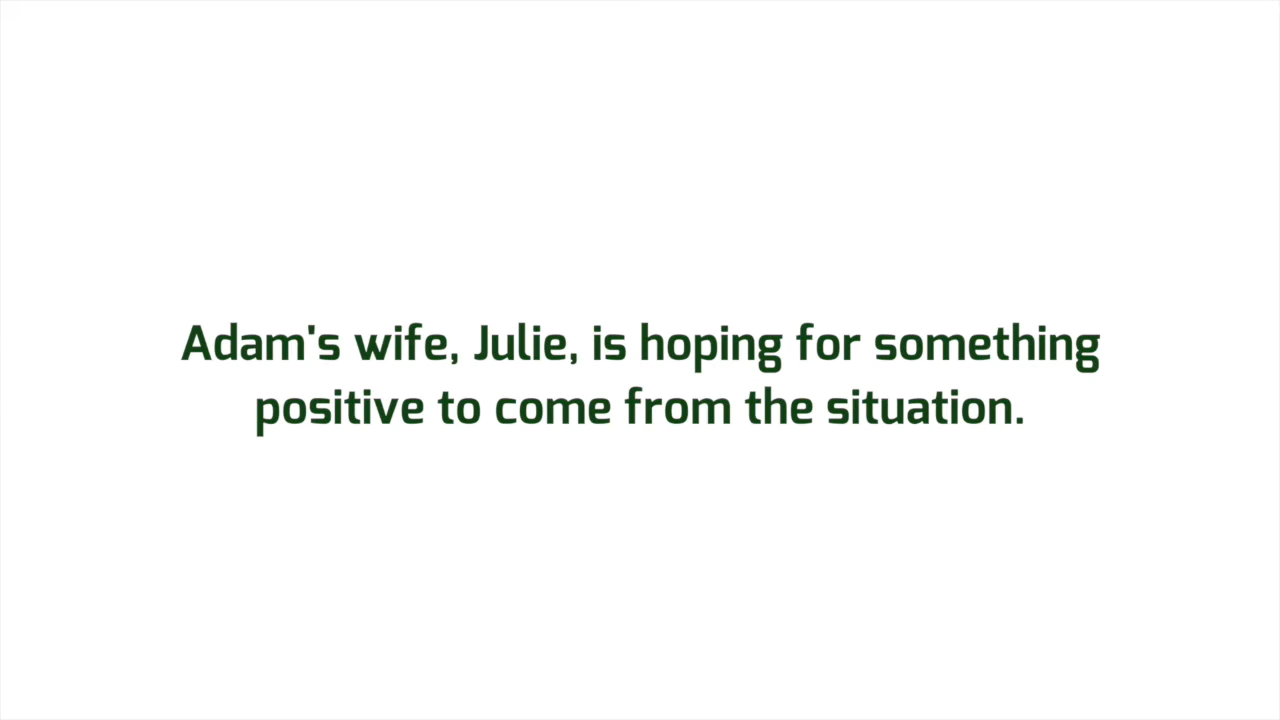 Adam's wife, Julie, is hoping for something
positive to come from the situation.